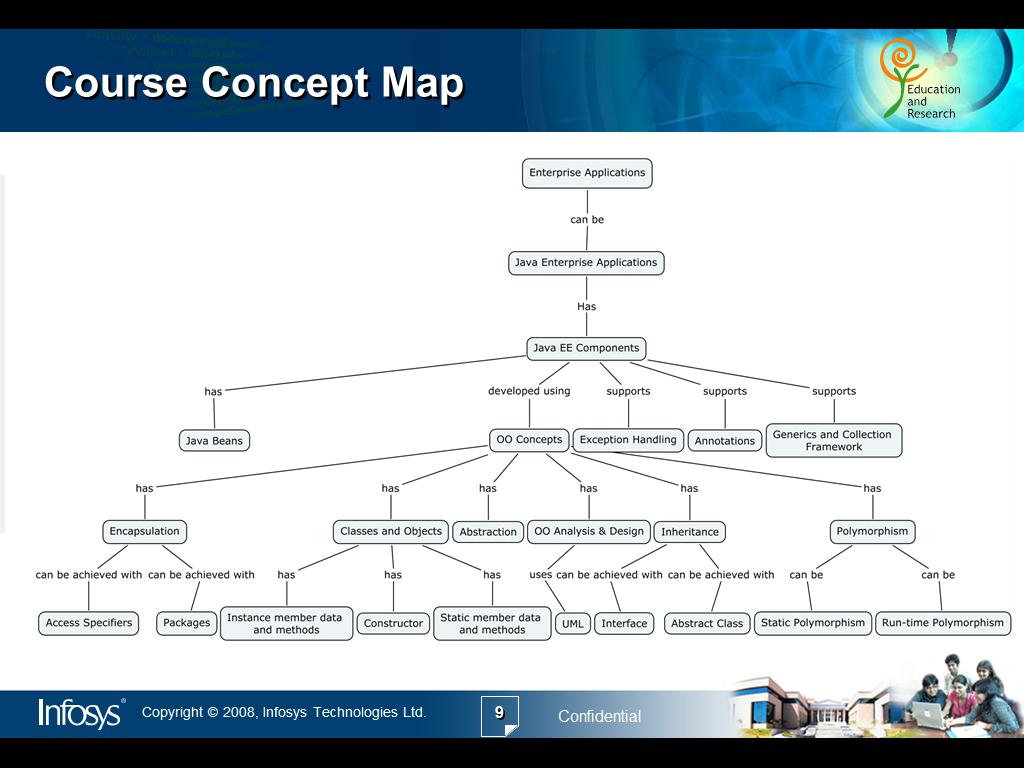 Course Concept Map
Education
and
Research
Enterprise Applications
can be
Java Enterprise Applications
Has
Java EE Components
has
developed using
supports
supports
supports
Java Beans
OO Concepts
Exception Handling
Annotations
Generics and Collection
Framework
has
has
has
has
has
has
Encapsulation
Classes and Objects
Abstraction
OO Analysis & Design
Inheritance
Polymorphism
can be achieved with
can be achieved with
has
has
has
uses
can be achieved with
can be achieved with
can be
can be
Access Specifiers
Packages
Instance member data
and methods
Constructor
Static member data
and methods
UML
Interface
Abstract Class
Static Polymorphism
Run-time Polymorphism
Infosys®
Copyright © 2008, Infosys Technologies Ltd.
9
Confidential